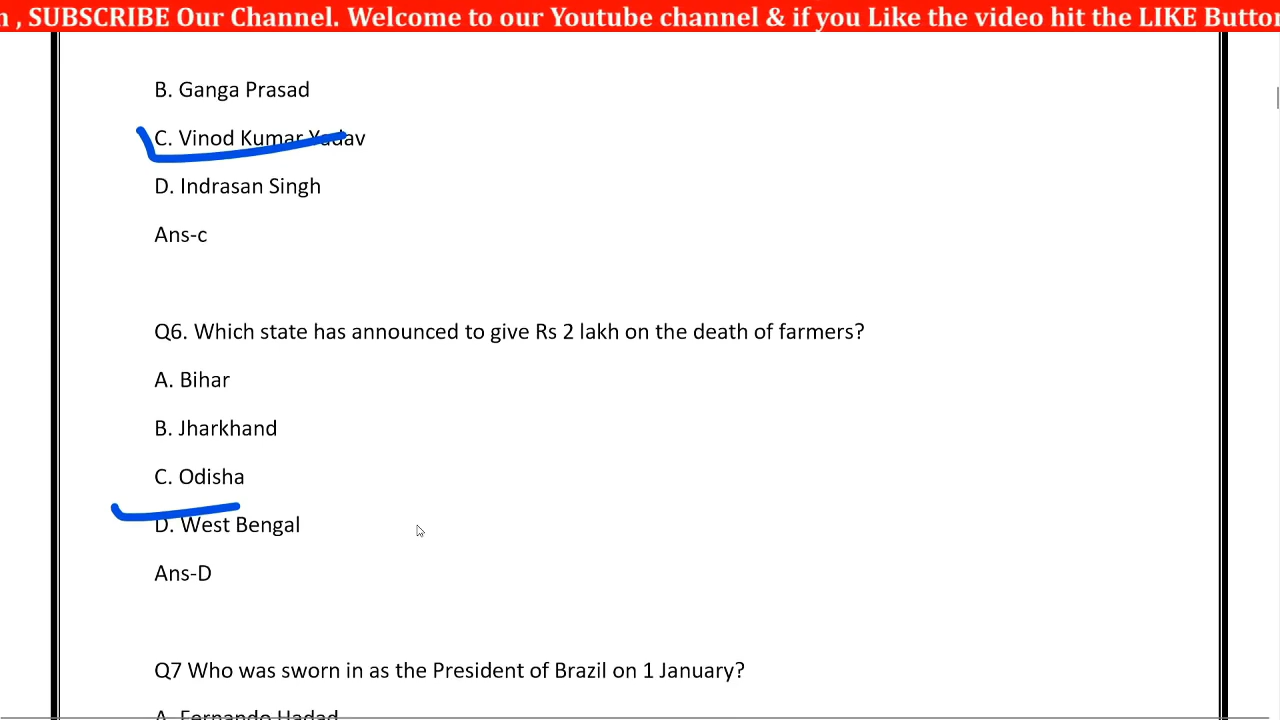 n , SUBSCRIBE Our Channel. Welcome to our Youtube channel & if you Like the video hit the LIKE Button
B. Ganga Prasad
C. Vinod Kumar Yadav
D. Indrasan Singh
Ans-c
Q6. Which state has announced to give Rs 2 lakh on the death of farmers?
A. Bihar
B. Jharkhand
C. Odisha
D. West Bengal
Ans-D
Q7 Who was sworn in as the President of Brazil on 1 January?
A. Fernando Hadad